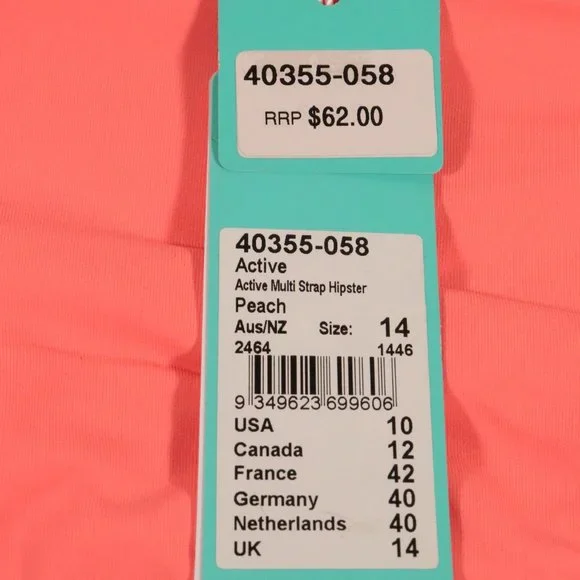 40355-058
RRP $62.00
40355-058
Active
Active Multi Strap Hipster
Peach
Aus/NZ Size: 14
2464 1446
9 349623 699606
USA 10
Canada 12
France 42
Germany 40
Netherlands 40
UK 14